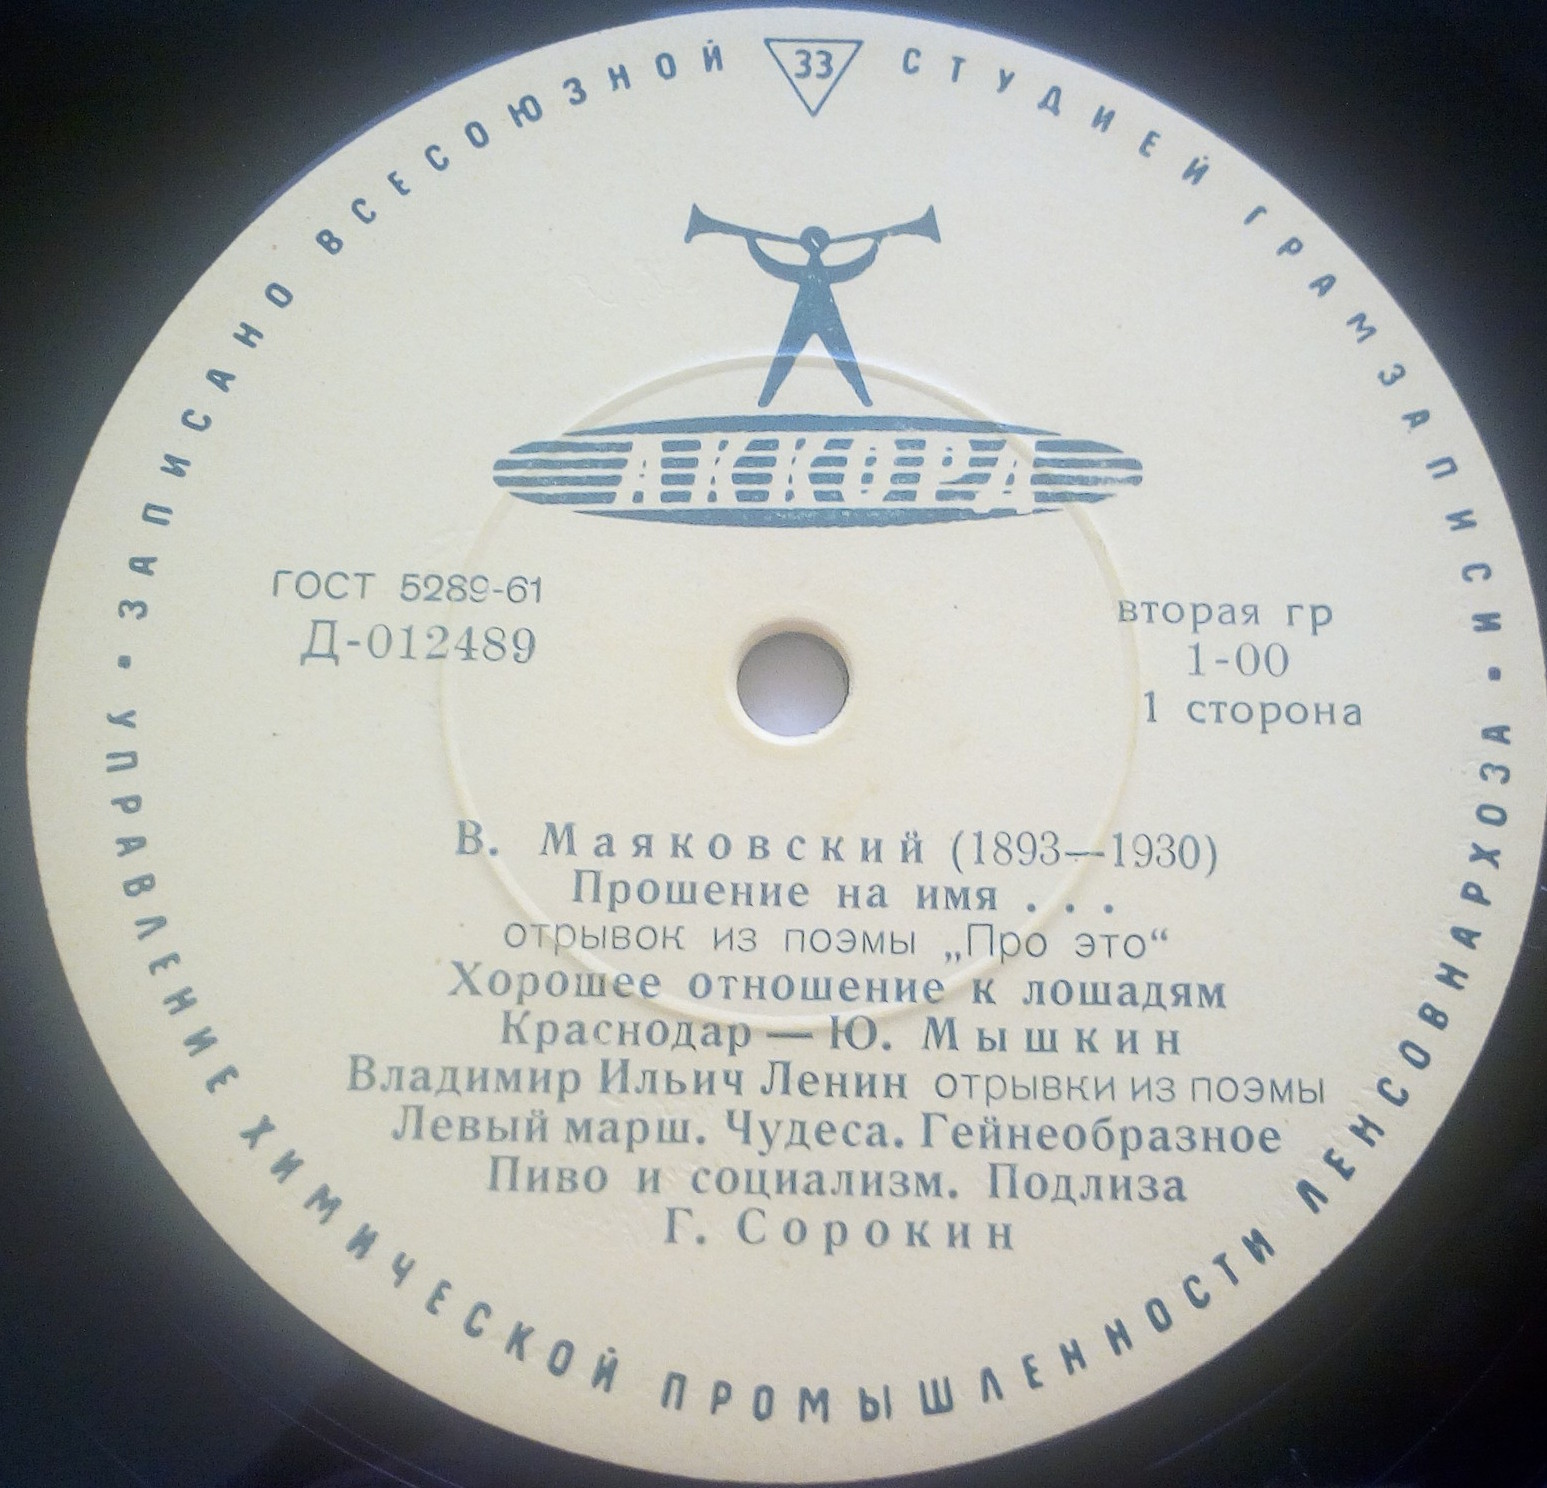 ЗАПИСАНО ВСЕСОЮЗНОЙ СТУДИЕЙ ГРАМЗАПИСИ
33
АККОРД
ГОСТ 5289-61
Д-012489
вторая гр
1-00
1 сторона
В. Маяковский (1893—1930)
Прошение на имя . . .
отрывок из поэмы „Про это“
Хорошее отношение к лошадям
Краснодар — Ю. Мышкин
Владимир Ильич Ленин отрывки из поэмы
Левый марш. Чудеса. Гейнеобразное
Пиво и социализм. Подлиза
Г. Сорокин
• УПРАВЛЕНИЕ ХИМИЧЕСКОЙ ПРОМЫШЛЕННОСТИ ЛЕНСОВНАРХОЗА •